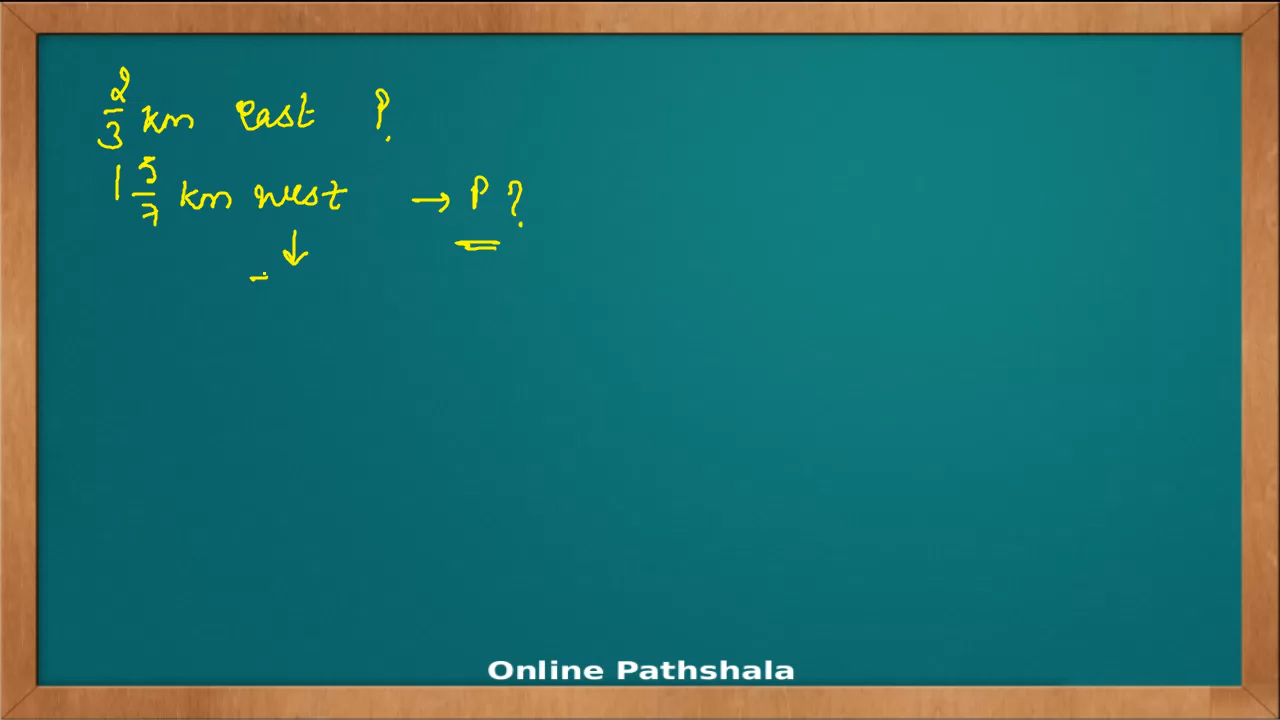 2/3 km east ?
1 5/7 km west → P ?
↓
-
Online Pathshala